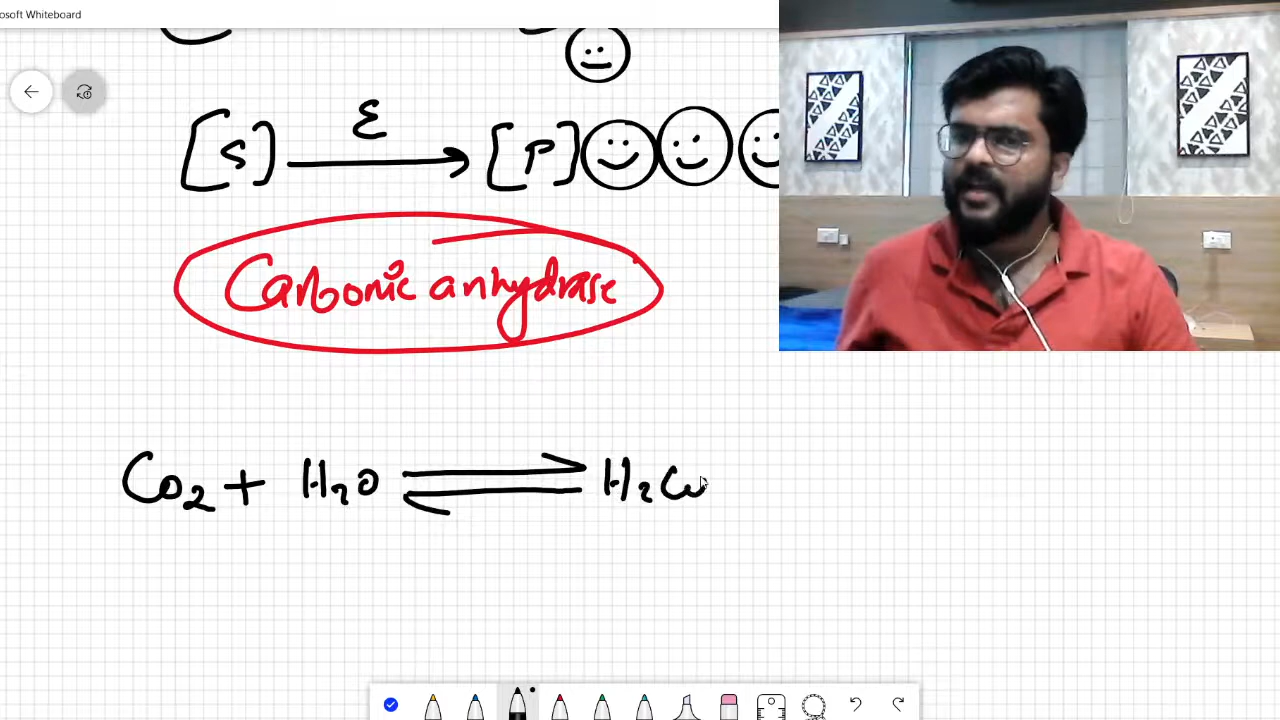 osoft Whiteboard
[S] E → [P]
Carbonic anhydrase
Co2 + H2O ⇌ H2Co